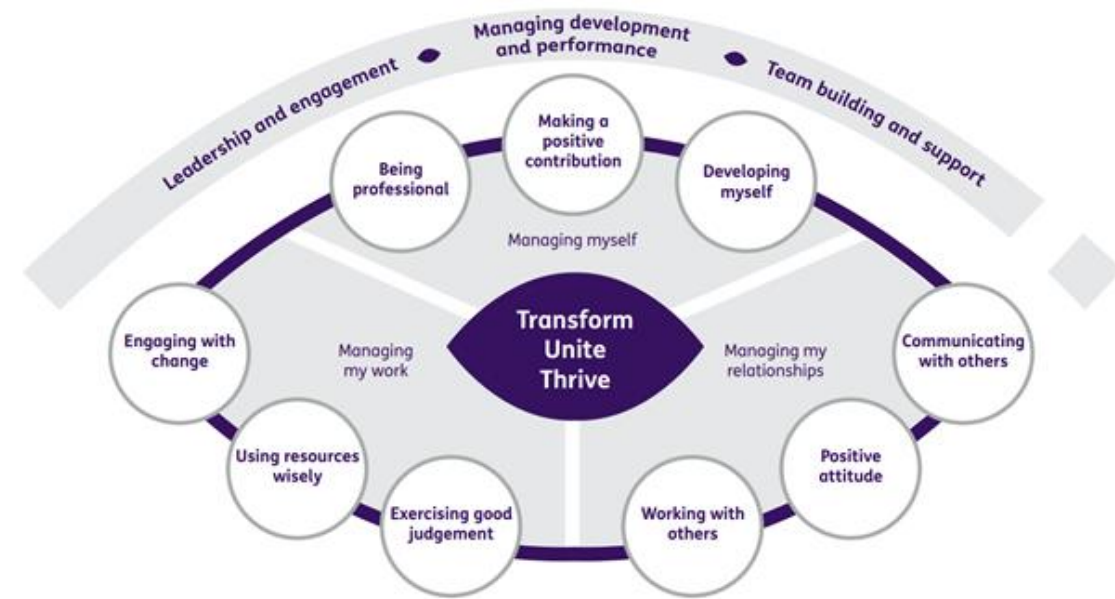 Leadership and engagement
Managing development
and performance
Team building and support
Being
professional
Making a
positive
contribution
Developing
myself
Managing myself
Engaging with
change
Managing
my work
Transform
Unite
Thrive
Managing my
relationships
Communicating
with others
Using resources
wisely
Exercising good
judgement
Working with
others
Positive
attitude